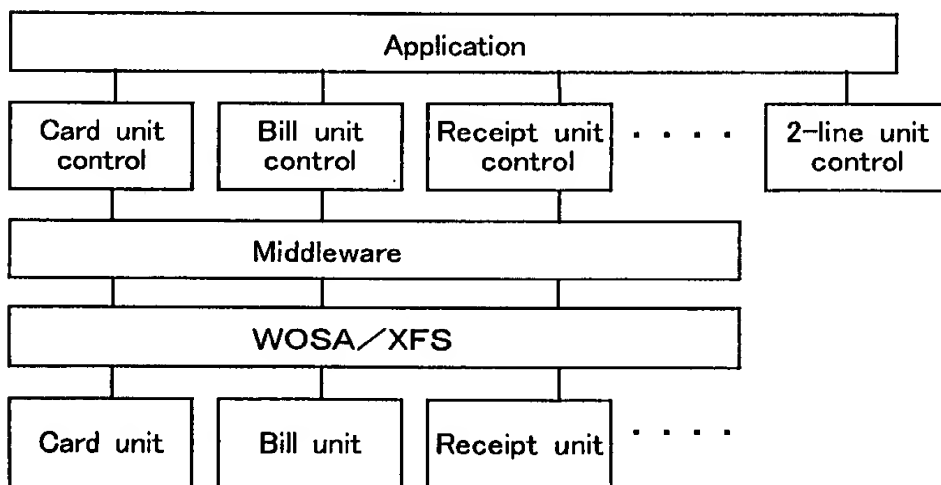 Application
Card unit
control
Bill unit
control
Receipt unit
control
· · · ·
2-line unit
control
Middleware
WOSA/XFS
Card unit
Bill unit
Receipt unit
· · · ·